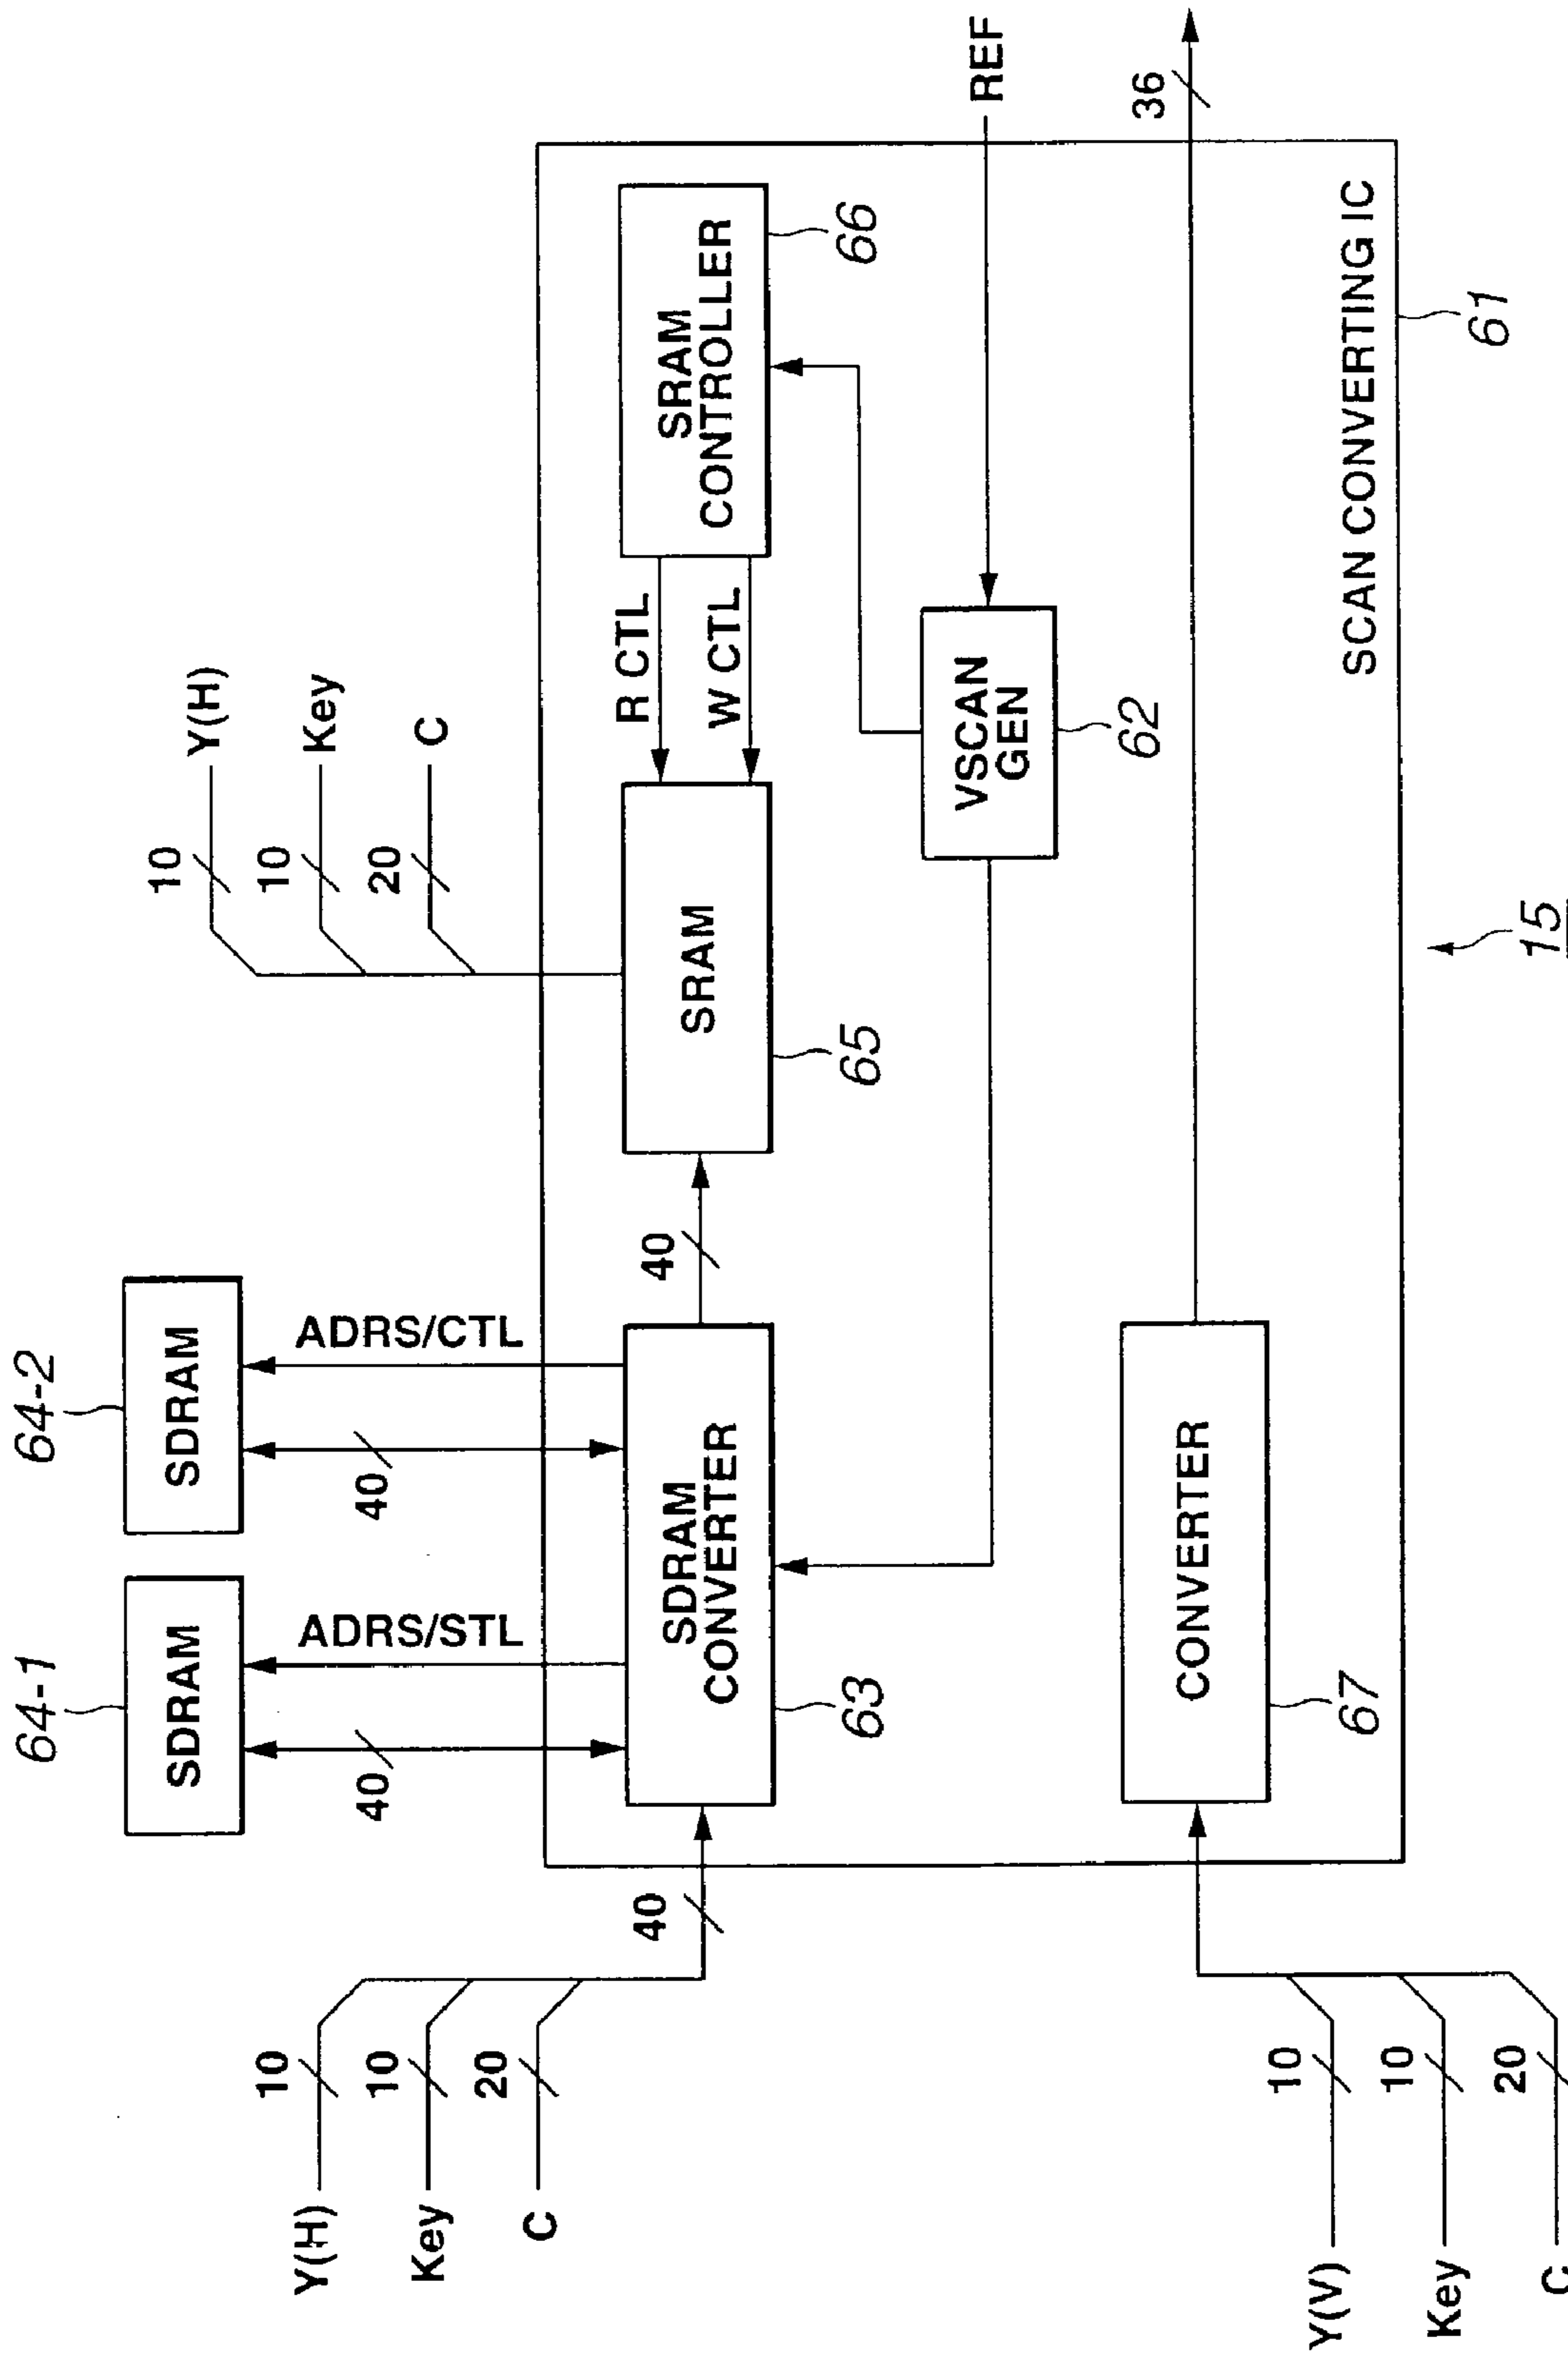 64-1
64-2
SDRAM
SDRAM
40
ADRS/STL
40
ADRS/CTL
10
Y(H)
10
Key
20
C
Y(H)
10
Key
10
C
20
40
SDRAM
CONVERTER
63
40
SRAM
65
R CTL
W CTL
SRAM
CONTROLLER
66
VSCAN
GEN
62
REF
CONVERTER
67
36
Y(V)
10
Key
10
C
20
SCAN CONVERTING IC
61
15